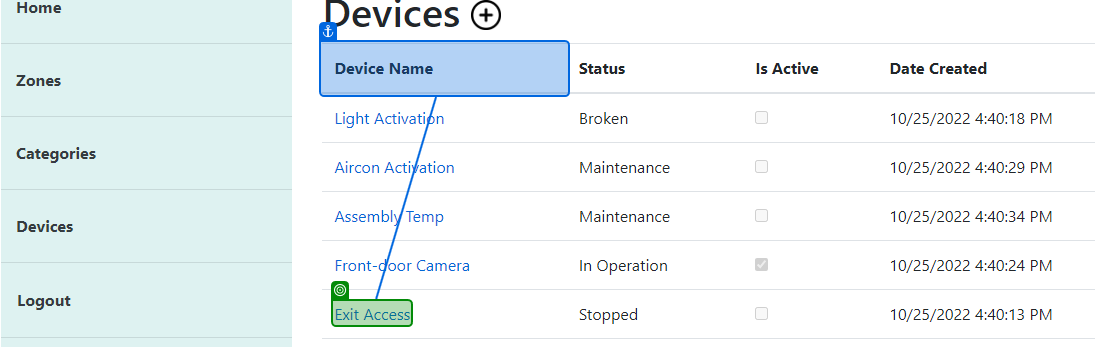 Home
Zones
Categories
Devices
Logout
Devices
Device Name Status Is Active Date Created
Light Activation Broken 10/25/2022 4:40:18 PM
Aircon Activation Maintenance 10/25/2022 4:40:29 PM
Assembly Temp Maintenance 10/25/2022 4:40:34 PM
Front-door Camera In Operation 10/25/2022 4:40:24 PM
Exit Access Stopped 10/25/2022 4:40:13 PM